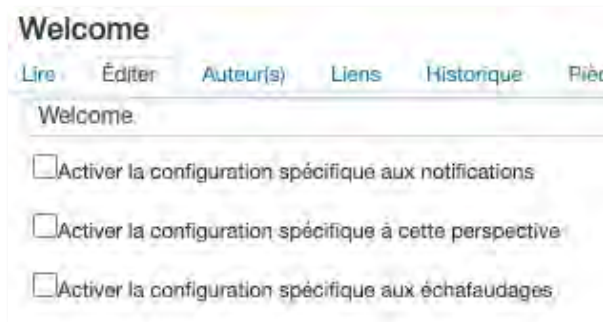 Welcome
Lire Éditer Auteur(s) Liens Historique Pièc
Welcome
Activer la configuration spécifique aux notifications
Activer la configuration spécifique à cette perspective
Activer la configuration spécifique aux échafaudages